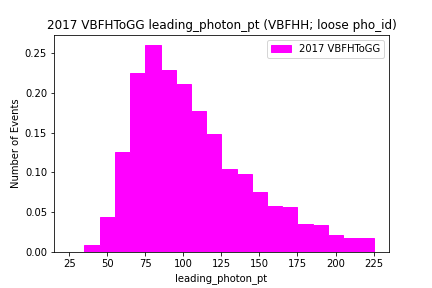 2017 VBFHToGG leading_photon_pt (VBFHH; loose pho_id)
2017 VBFHToGG
Number of Events
0.25
0.20
0.15
0.10
0.05
0.00
25 50 75 100 125 150 175 200 225
leading_photon_pt